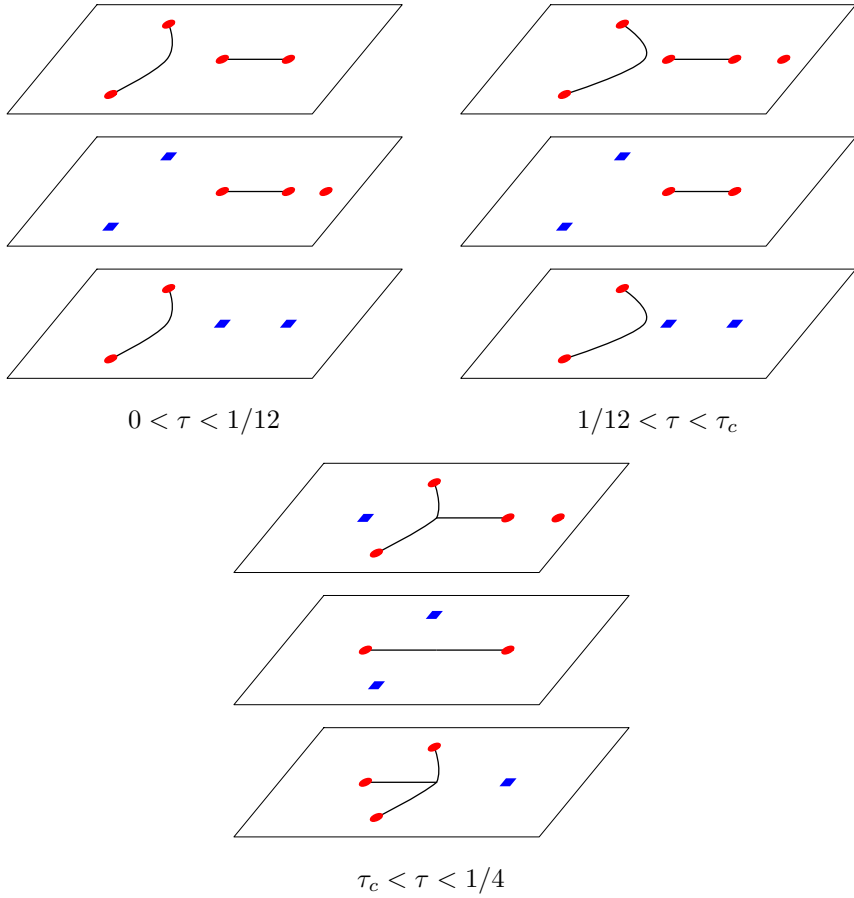 0 < τ < 1/12
1/12 < τ < τ_c
τ_c < τ < 1/4